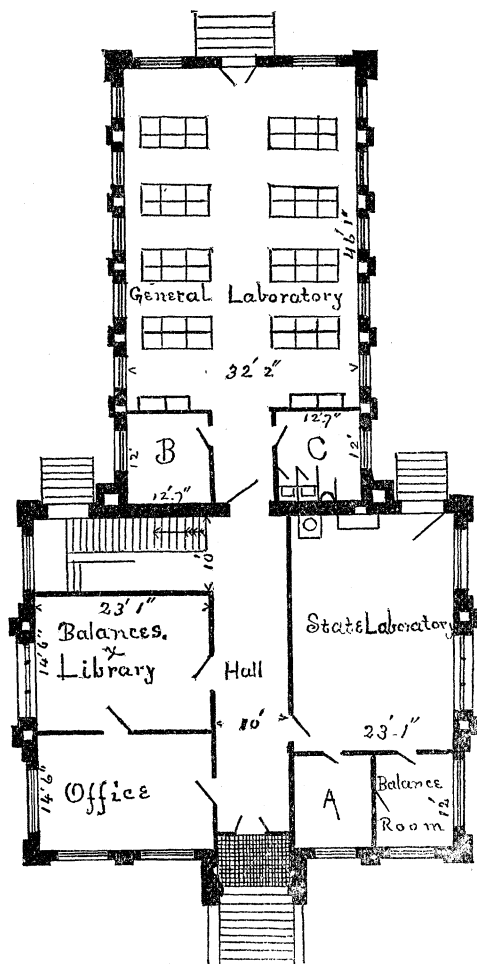 46'1"
General Laboratory
32' 2"
B
12'
12'7"
12'7"
C
12'
10'
23' 1"
Balances.
&
Library
14'6"
Hall
State Laboratory
10'
23'-1"
Office
14'6"
A
Balance
Room
12'